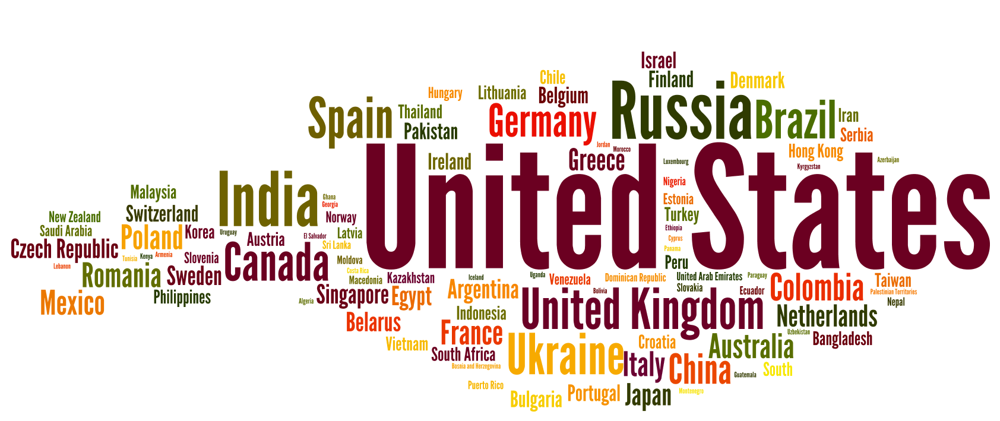 Israel
Chile
Finland
Denmark
Hungary
Lithuania
Belgium
Russia
Spain
Thailand
Germany
Brazil
Iran
Pakistan
Serbia
Jordan
Morocco
Hong Kong
United States
Ireland
Greece
Luxembourg
Kyrgyzstan
Azerbaijan
Nigeria
Malaysia
India
Ghana
Georgia
Estonia
New Zealand
Switzerland
Norway
Turkey
Saudi Arabia
Poland
Korea
Uruguay
Latvia
Ethiopia
Czech Republic
Austria
El Salvador
Sri Lanka
Cyprus
Panama
Tunisia
Kenya
Armenia
Slovenia
Canada
Moldova
Peru
Lebanon
Romania
Sweden
Costa Rica
Macedonia
Kazakhstan
Iceland
Uganda
Venezuela
Dominican Republic
United Arab Emirates
Paraguay
Colombia
Taiwan
Mexico
Philippines
Algeria
Singapore
Egypt
Argentina
Bolivia
Slovakia
Ecuador
Palestinian Territories
Nepal
Belarus
Indonesia
United Kingdom
Netherlands
France
Uzbekistan
Bangladesh
Vietnam
South Africa
Ukraine
Croatia
Australia
Bosnia and Herzegovina
Italy
China
Guatemala
South
Puerto Rico
Bulgaria
Portugal
Japan
Montenegro